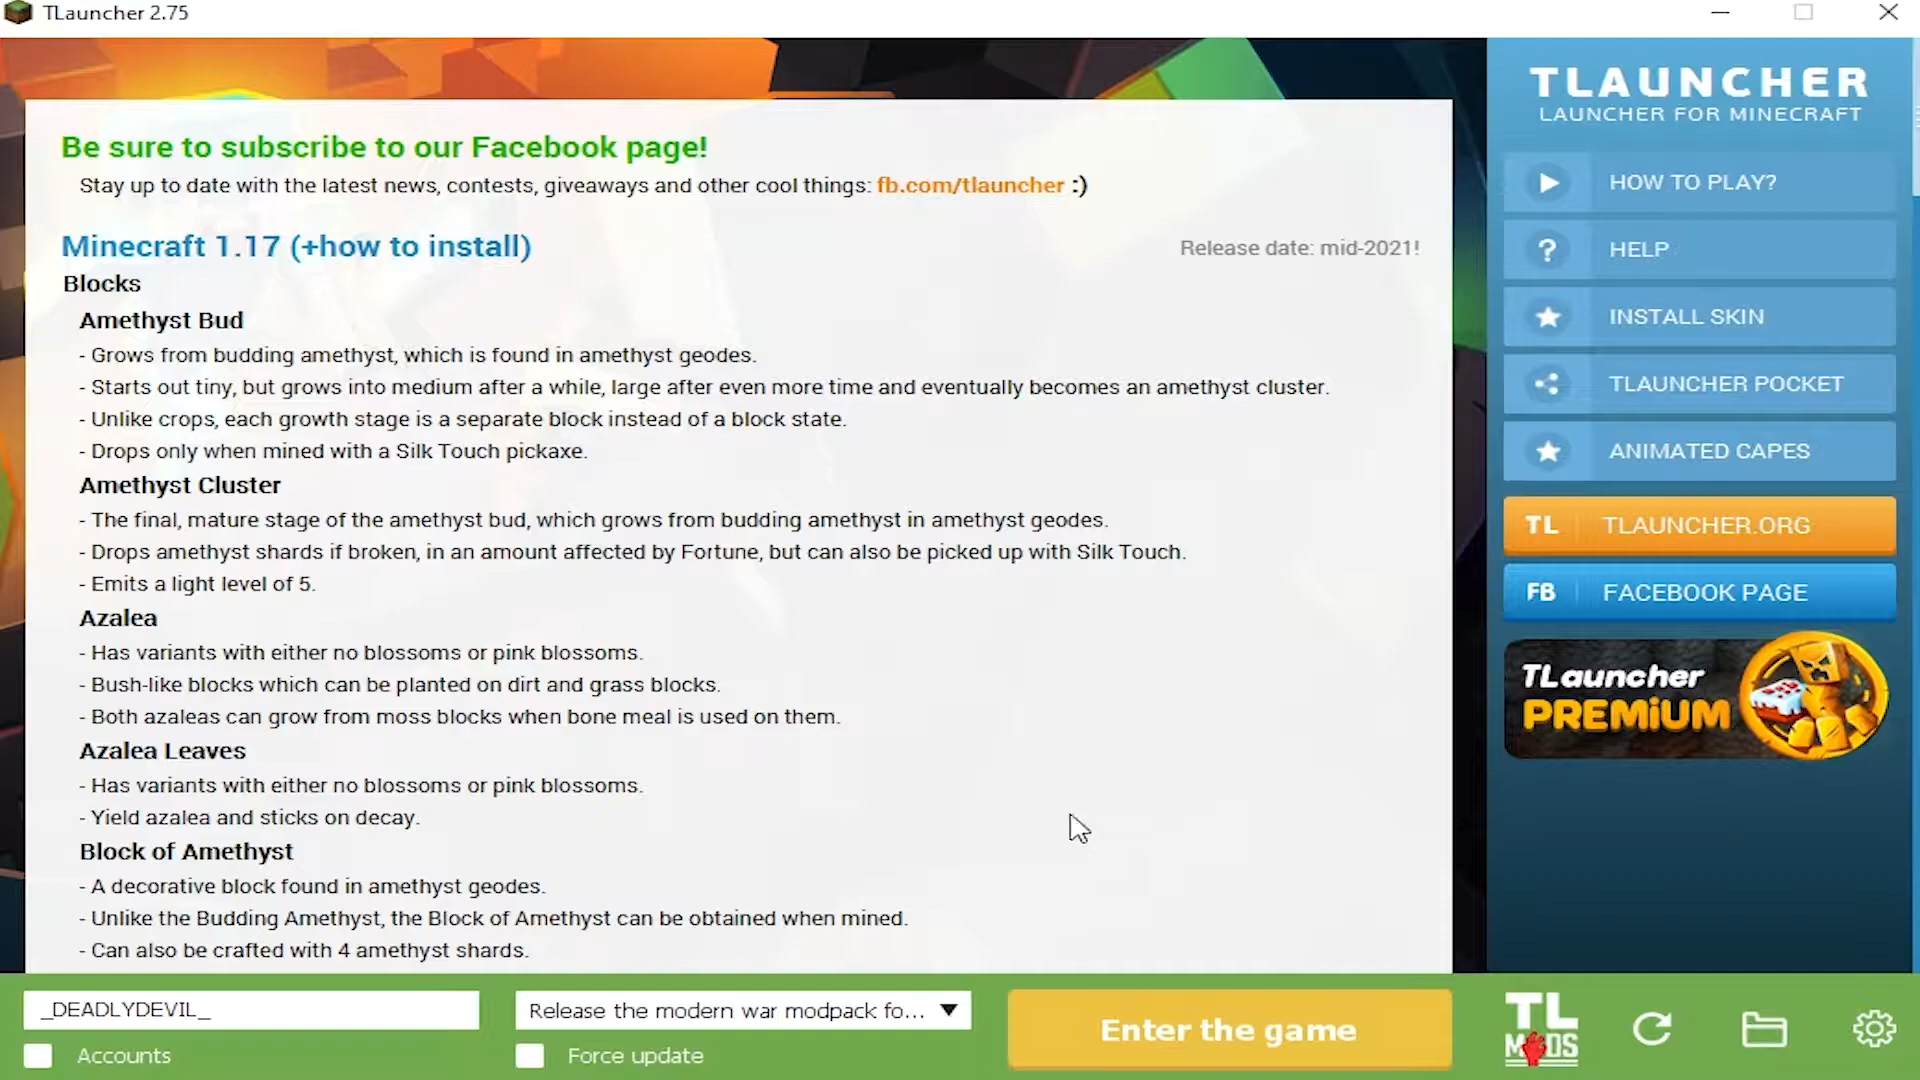 TLauncher 2.75
Be sure to subscribe to our Facebook page!
Stay up to date with the latest news, contests, giveaways and other cool things: fb.com/tlauncher :)
Minecraft 1.17 (+how to install)
Release date: mid-2021!
Blocks
Amethyst Bud
- Grows from budding amethyst, which is found in amethyst geodes.
- Starts out tiny, but grows into medium after a while, large after even more time and eventually becomes an amethyst cluster.
- Unlike crops, each growth stage is a separate block instead of a block state.
- Drops only when mined with a Silk Touch pickaxe.
Amethyst Cluster
- The final, mature stage of the amethyst bud, which grows from budding amethyst in amethyst geodes.
- Drops amethyst shards if broken, in an amount affected by Fortune, but can also be picked up with Silk Touch.
- Emits a light level of 5.
Azalea
- Has variants with either no blossoms or pink blossoms.
- Bush-like blocks which can be planted on dirt and grass blocks.
- Both azaleas can grow from moss blocks when bone meal is used on them.
Azalea Leaves
- Has variants with either no blossoms or pink blossoms.
- Yield azalea and sticks on decay.
Block of Amethyst
- A decorative block found in amethyst geodes.
- Unlike the Budding Amethyst, the Block of Amethyst can be obtained when mined.
- Can also be crafted with 4 amethyst shards.
TLAUNCHER
LAUNCHER FOR MINECRAFT
HOW TO PLAY?
? HELP
INSTALL SKIN
TLAUNCHER POCKET
ANIMATED CAPES
TL TLAUNCHER.ORG
FB FACEBOOK PAGE
TLauncher
PREMiUM
_DEADLYDEVIL_
Accounts
Release the modern war modpack fo...
Force update
Enter the game
TL
MODS